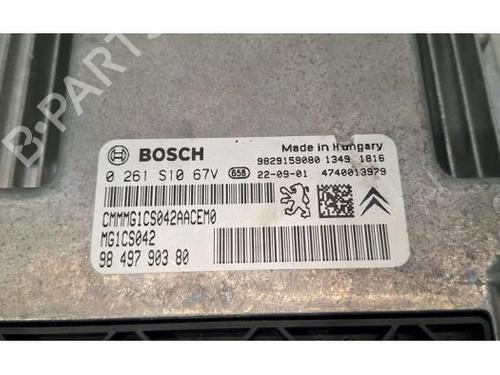 BOSCH
Made in Hungary
9829159080 1349 1816
0 261 S10 67V 658 22-09-01 4740013979
CMMMG1CS042AACEM0
MG1CS042
98 497 903 80
B-PARTS